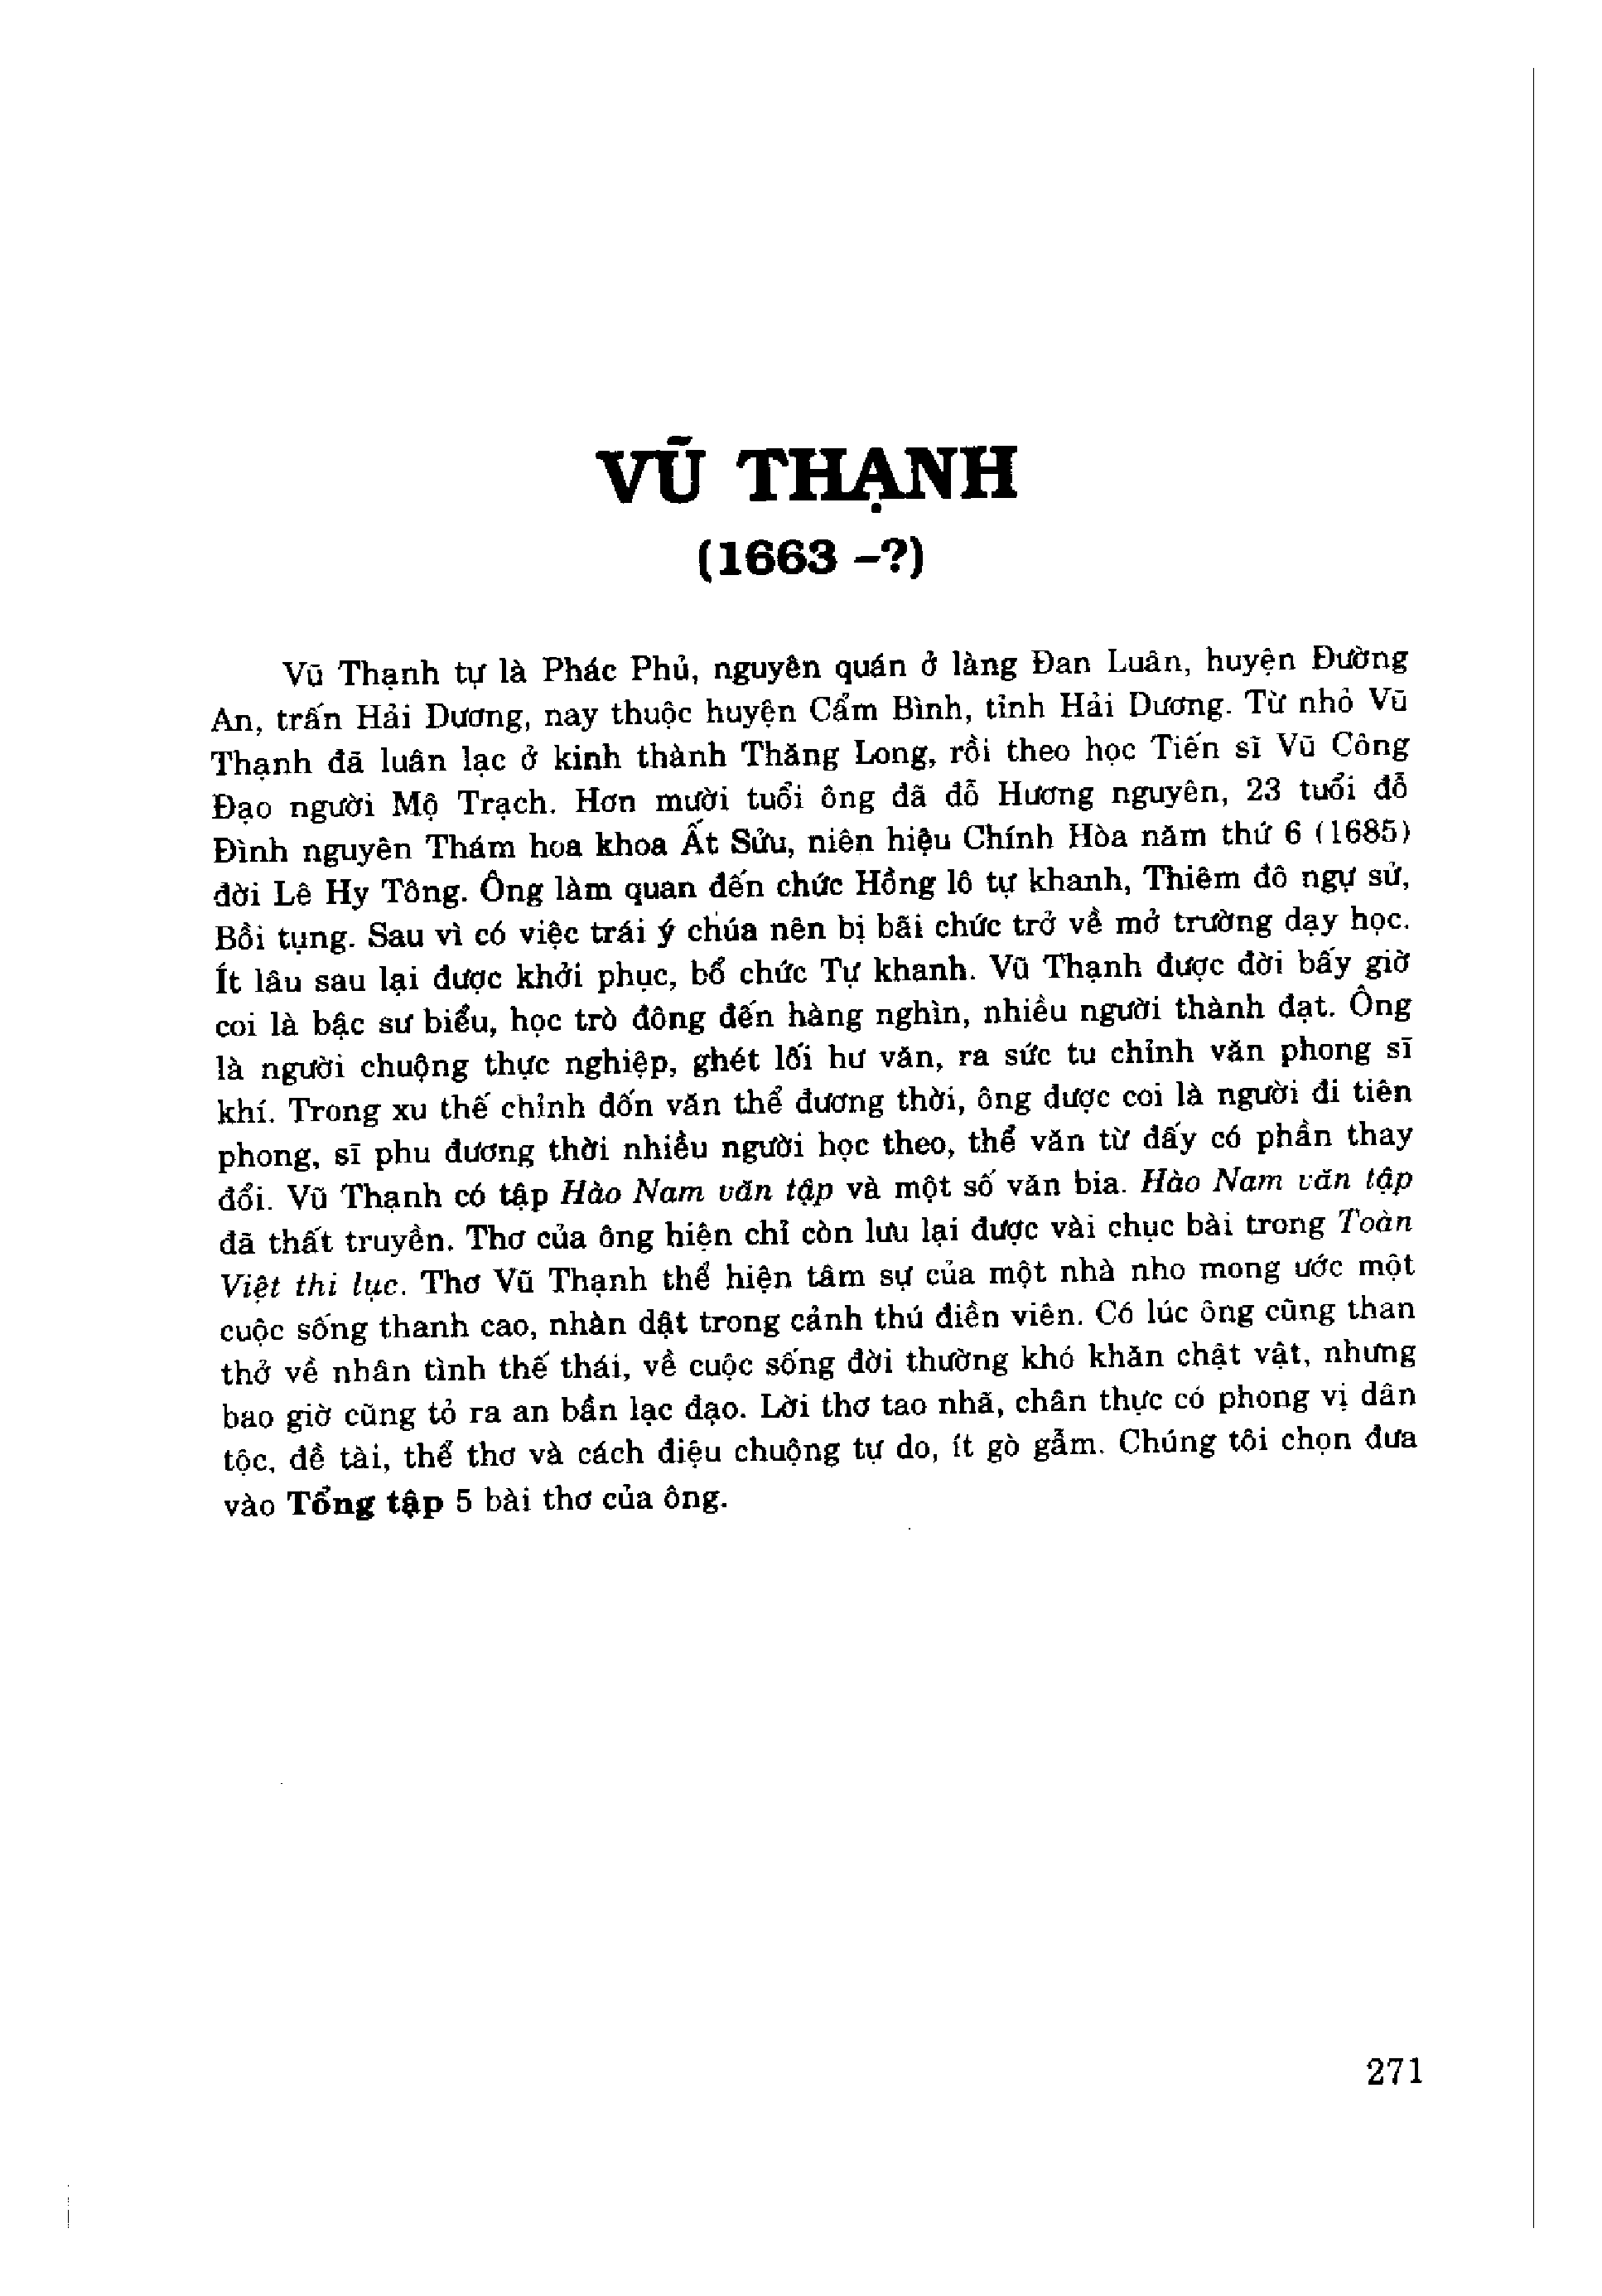 VŨ THẠNH
(1663 –?)
Vũ Thạnh tự là Phác Phủ, nguyên quán ở làng Đan Luân, huyện Đường
An, trấn Hải Dương, nay thuộc huyện Cẩm Bình, tỉnh Hải Dương. Từ nhỏ Vũ
Thạnh đã luân lạc ở kinh thành Thăng Long, rồi theo học Tiến sĩ Vũ Công
Đạo người Mộ Trạch. Hơn mười tuổi ông đã đỗ Hương nguyên, 23 tuổi đỗ
Đình nguyên Thám hoa khoa Ất Sửu, niên hiệu Chính Hòa năm thứ 6 (1685)
đời Lê Hy Tông. Ông làm quan đến chức Hồng lô tự khanh, Thiêm đô ngự sử,
Bồi tụng. Sau vì có việc trái ý chúa nên bị bãi chức trở về mở trường dạy học.
Ít lâu sau lại được khởi phục, bổ chức Tự khanh. Vũ Thạnh được đời bấy giờ
coi là bậc sư biểu, học trò đông đến hàng nghìn, nhiều người thành đạt. Ông
là người chuộng thực nghiệp, ghét lối hư văn, ra sức tu chỉnh văn phong sĩ
khí. Trong xu thế chỉnh đốn văn thể đương thời, ông được coi là người đi tiên
phong, sĩ phu đương thời nhiều người học theo, thể văn từ đấy có phần thay
đổi. Vũ Thạnh có tập Hào Nam văn tập và một số văn bia. Hào Nam văn tập
đã thất truyền. Thơ của ông hiện chỉ còn lưu lại được vài chục bài trong Toàn
Việt thi lục. Thơ Vũ Thạnh thể hiện tâm sự của một nhà nho mong ước một
cuộc sống thanh cao, nhàn dật trong cảnh thú điền viên. Có lúc ông cũng than
thở về nhân tình thế thái, về cuộc sống đời thường khó khăn chật vật, nhưng
bao giờ cũng tỏ ra an bần lạc đạo. Lời thơ tao nhã, chân thực có phong vị dân
tộc, đề tài, thể thơ và cách điệu chuộng tự do, ít gò gẫm. Chúng tôi chọn đưa
vào Tổng tập 5 bài thơ của ông.
271